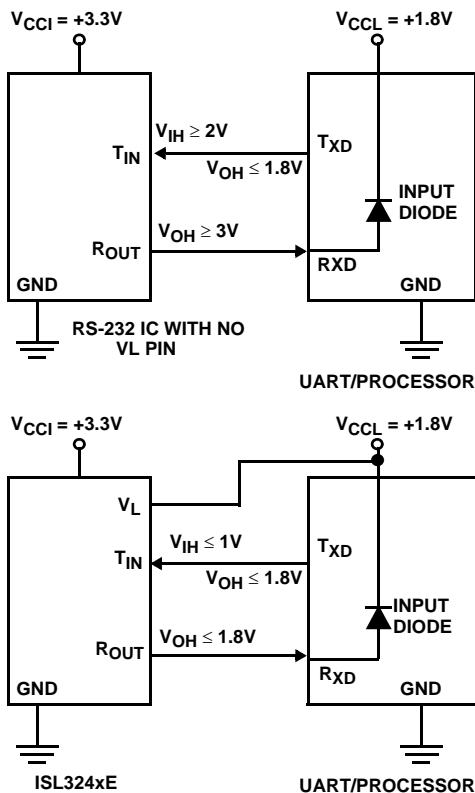 VCCI = +3.3V
VCCL = +1.8V
VIH ≥ 2V
TIN
TXD
VOH ≤ 1.8V
INPUT
DIODE
VOH ≥ 3V
ROUT
RXD
GND
GND
RS-232 IC WITH NO
VL PIN
UART/PROCESSOR
VCCI = +3.3V
VCCL = +1.8V
VL
VIH ≤ 1V
TIN
TXD
VOH ≤ 1.8V
INPUT
DIODE
VOH ≤ 1.8V
ROUT
RXD
GND
GND
ISL324xE
UART/PROCESSOR